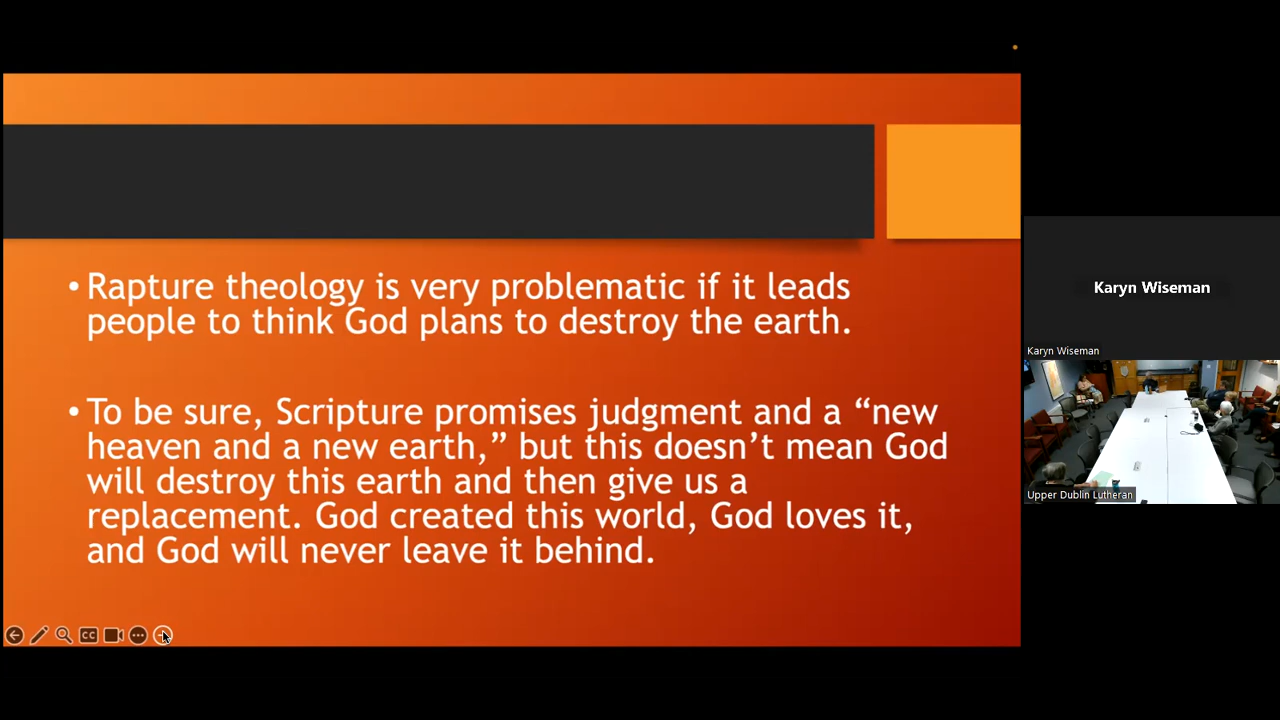 • Rapture theology is very problematic if it leads
people to think God plans to destroy the earth.
• To be sure, Scripture promises judgment and a “new
heaven and a new earth,” but this doesn’t mean God
will destroy this earth and then give us a
replacement. God created this world, God loves it,
and God will never leave it behind.
CC
Karyn Wiseman
Karyn Wiseman
Upper Dublin Lutheran